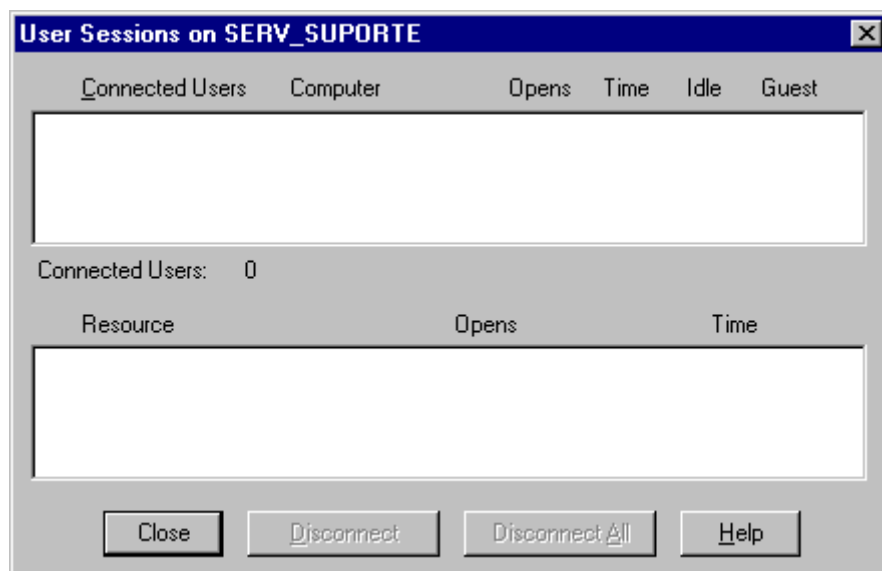 User Sessions on SERV_SUPORTE
Connected Users Computer Opens Time Idle Guest
Connected Users: 0
Resource Opens Time
Close Disconnect Disconnect All Help